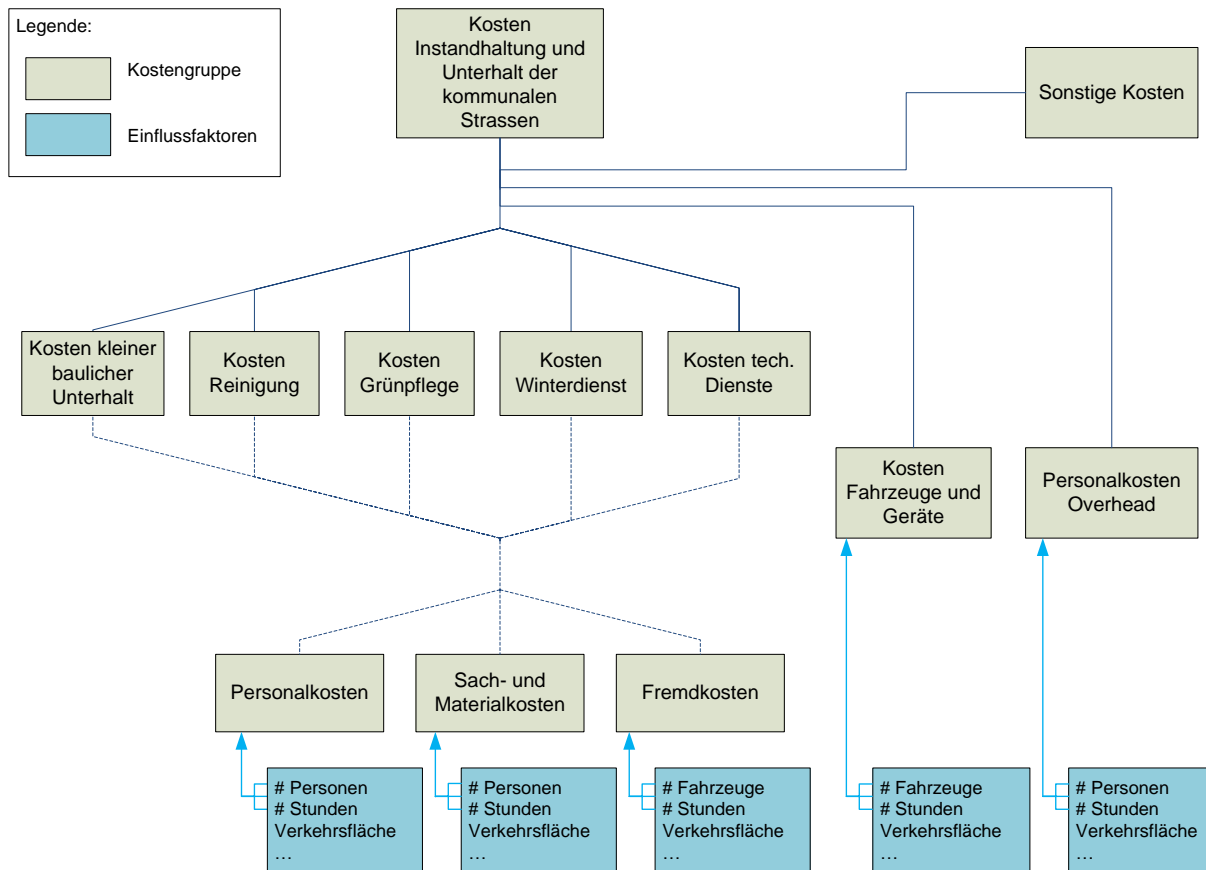 Legende:
Kostengruppe
Einflussfaktoren
Kosten
Instandhaltung und
Unterhalt der
kommunalen
Strassen
Sonstige Kosten
Kosten kleiner
baulicher
Unterhalt
Kosten
Reinigung
Kosten
Grünpflege
Kosten
Winterdienst
Kosten tech.
Dienste
Kosten
Fahrzeuge und
Geräte
Personalkosten
Overhead
Personalkosten
Sach- und
Materialkosten
Fremdkosten
# Personen
# Stunden
Verkehrsfläche
…
# Personen
# Stunden
Verkehrsfläche
…
# Fahrzeuge
# Stunden
Verkehrsfläche
…
# Fahrzeuge
# Stunden
Verkehrsfläche
…
# Personen
# Stunden
Verkehrsfläche
…